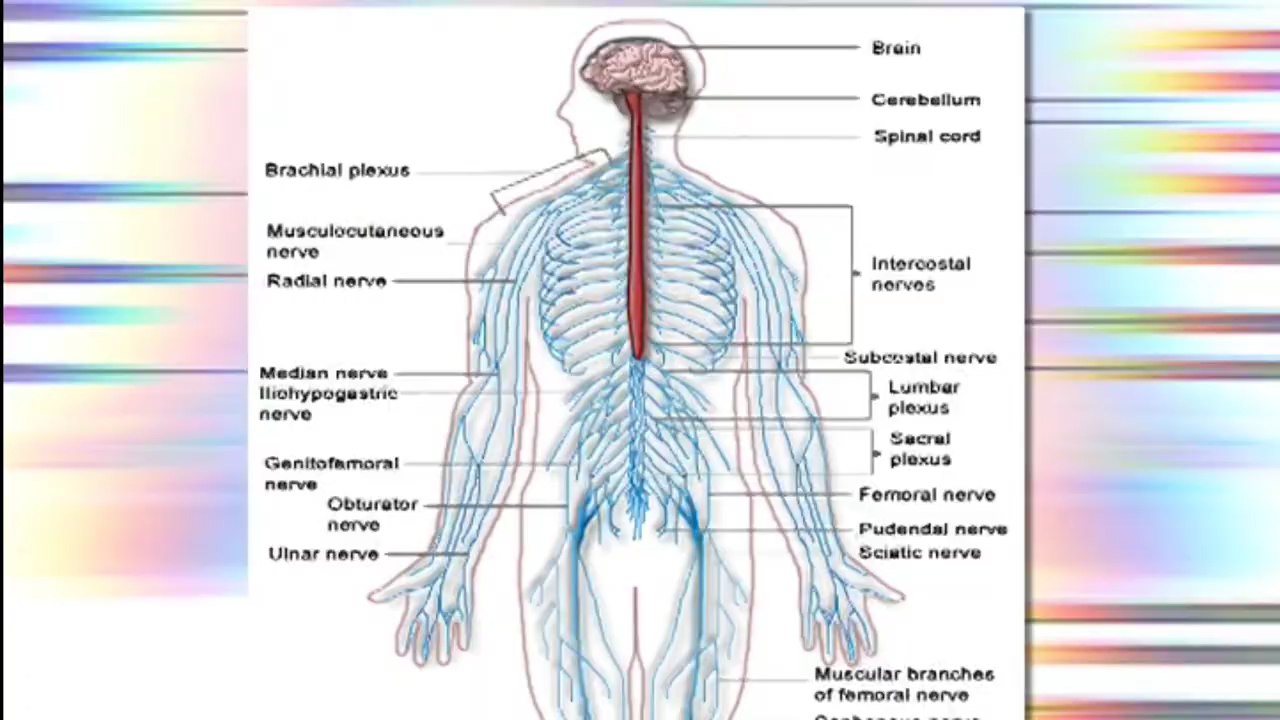 Brain
Cerebellum
Spinal cord
Brachial plexus
Musculocutaneous
nerve
Radial nerve
Intercostal
nerves
Subcostal nerve
Median nerve
Iliohypogastric
nerve
Lumbar
plexus
Sacral
plexus
Genitofemoral
nerve
Obturator
nerve
Ulnar nerve
Femoral nerve
Pudendal nerve
Sciatic nerve
Muscular branches
of femoral nerve